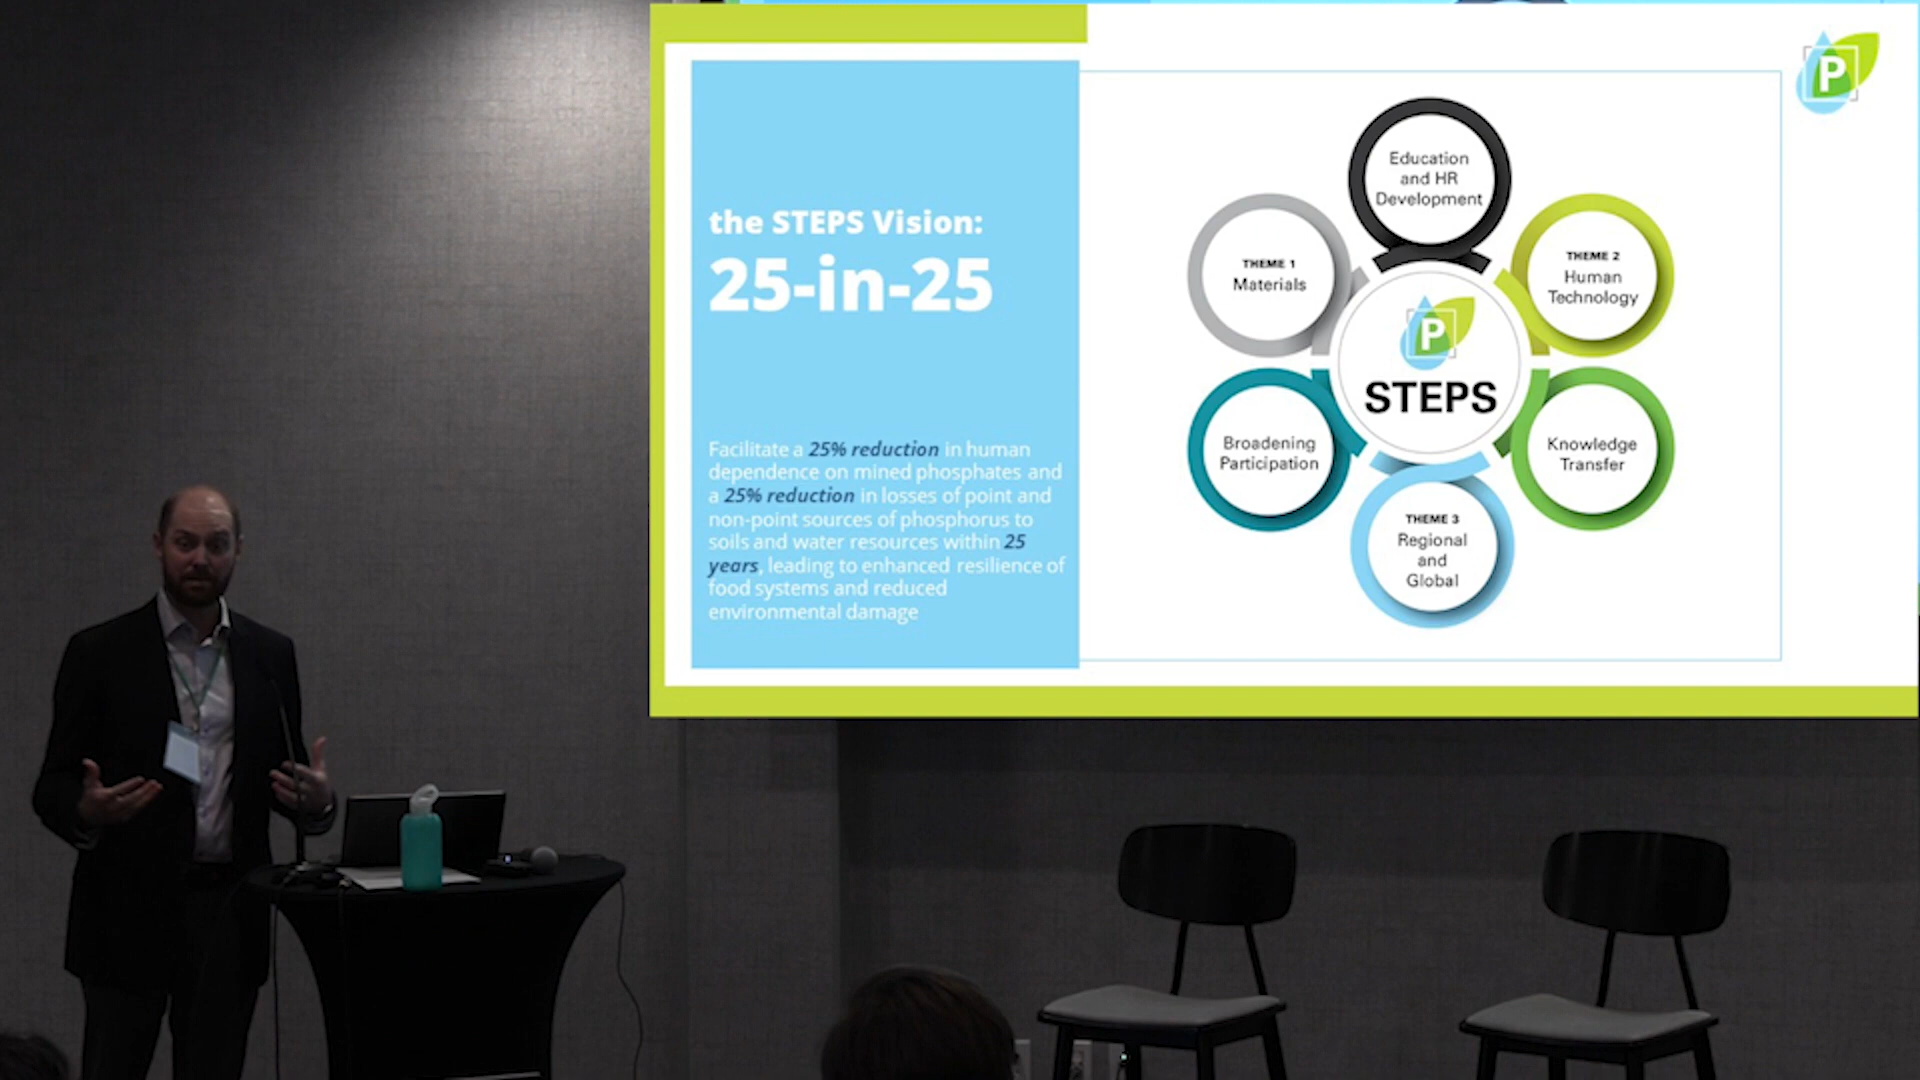 the STEPS Vision:
25-in-25
Facilitate a 25% reduction in human
dependence on mined phosphates and
a 25% reduction in losses of point and
non-point sources of phosphorus to
soils and water resources within 25
years, leading to enhanced resilience of
food systems and reduced
environmental damage
P
Education
and HR
Development
THEME 1
Materials
THEME 2
Human
Technology
P
STEPS
Broadening
Participation
Knowledge
Transfer
THEME 3
Regional
and
Global